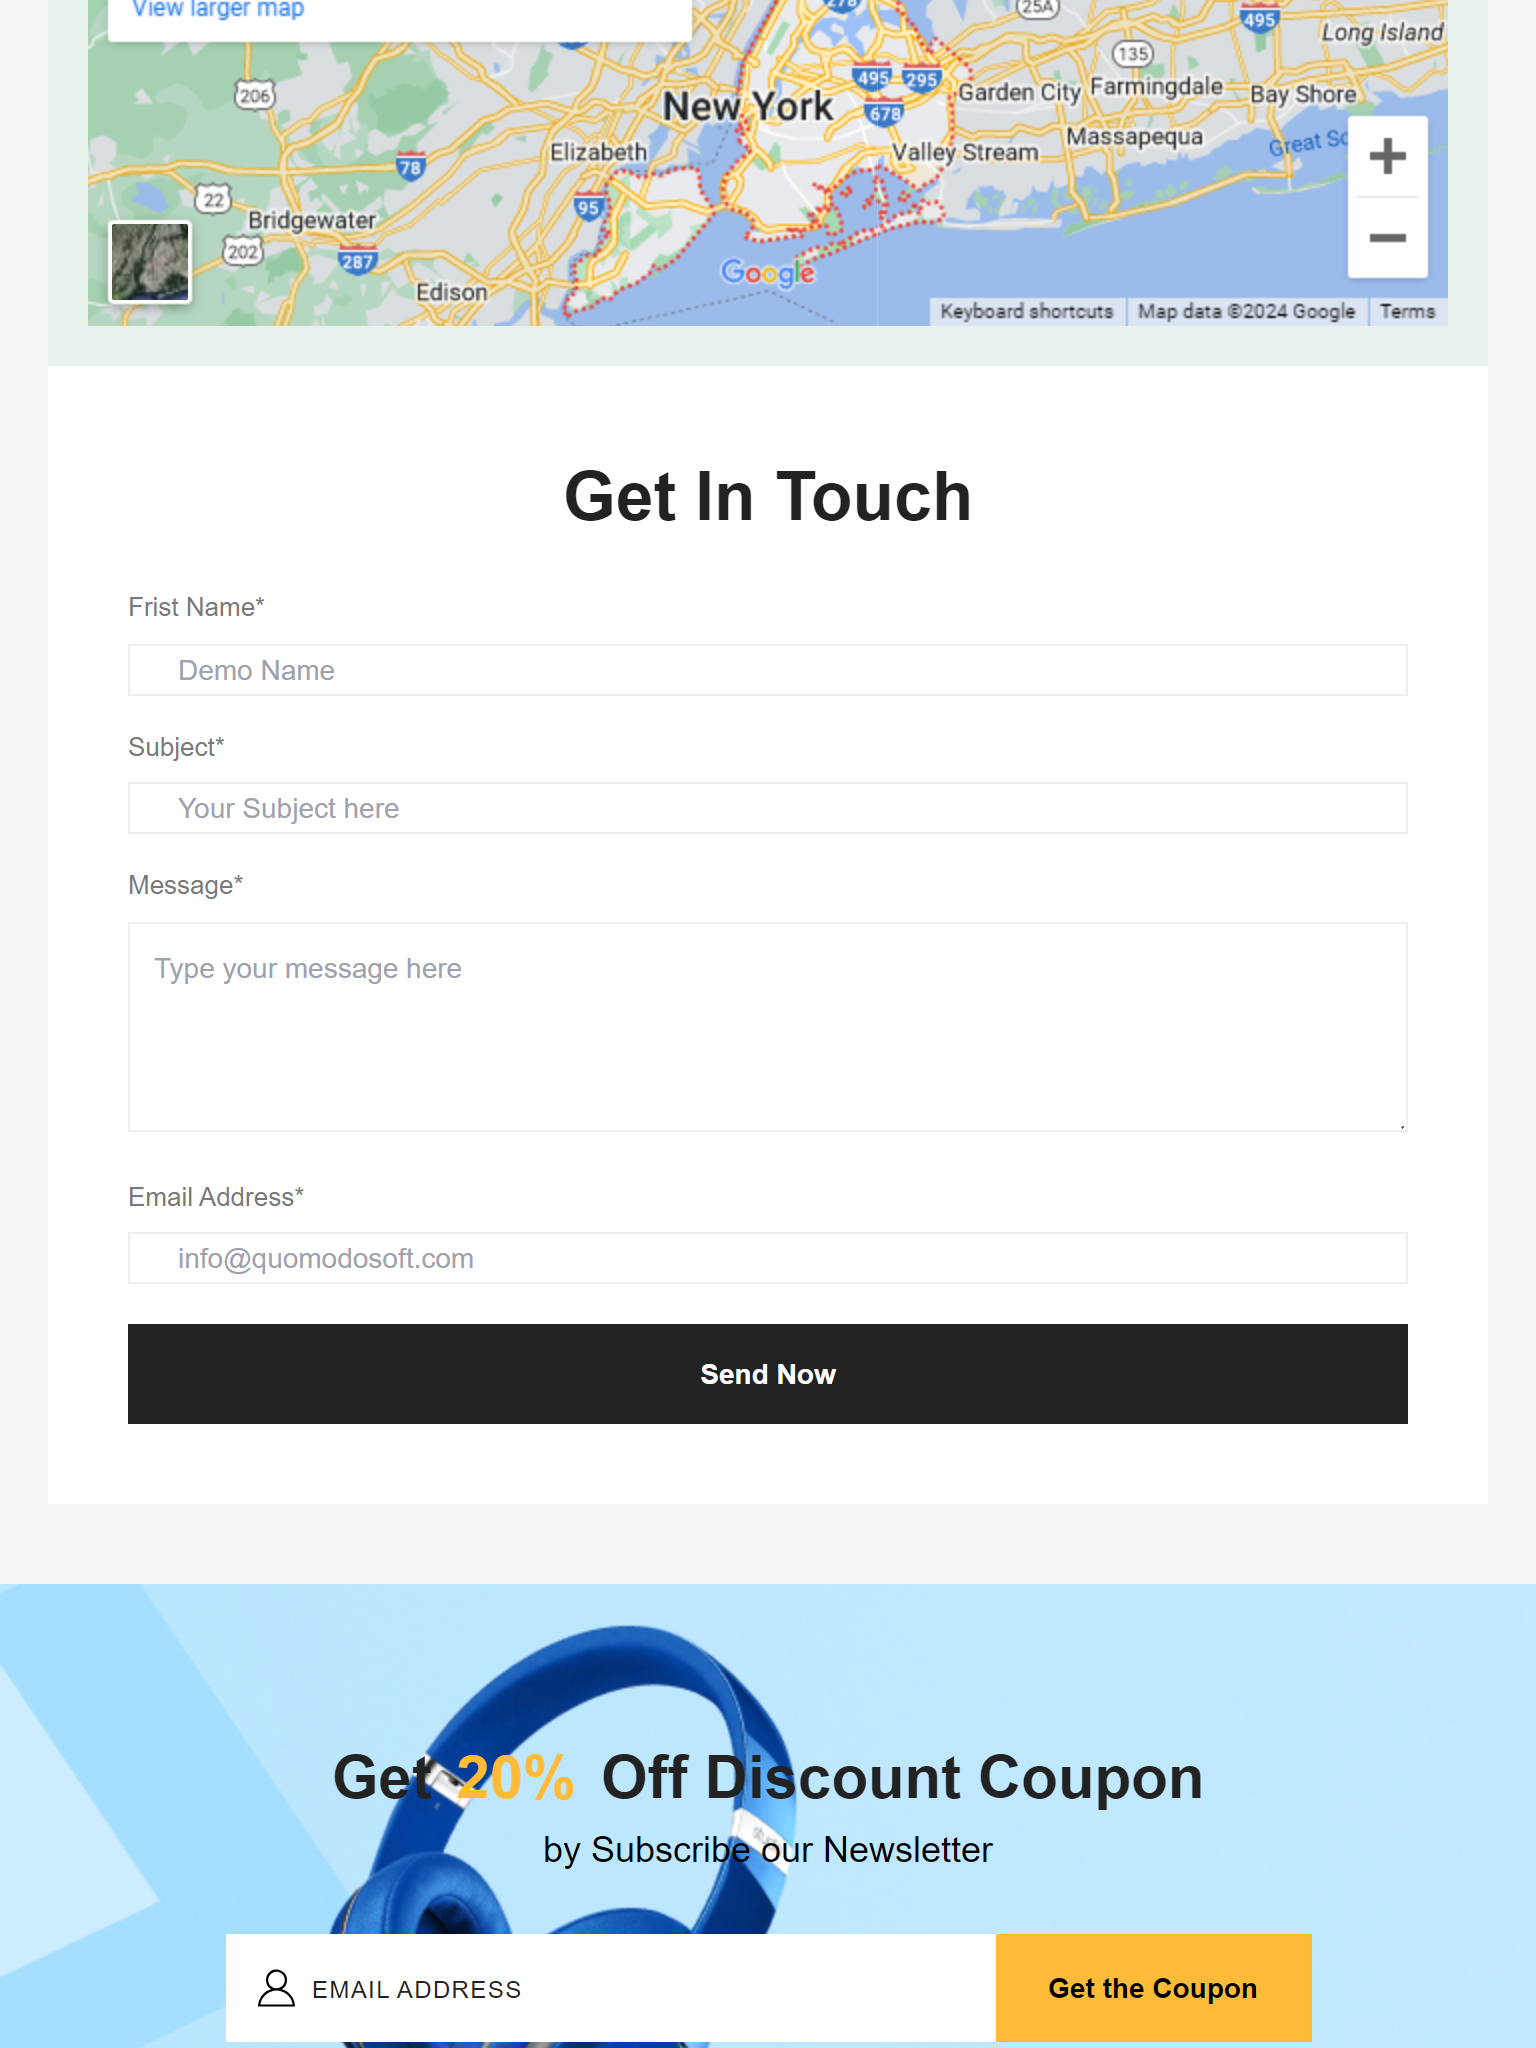 View larger map
278
25A
495
Long Island
135
206
495
295
Garden City
Farmingdale
Bay Shore
New York
678
Massapequa
Elizabeth
Valley Stream
Great So
78
22
95
Bridgewater
202
287
Google
Edison
Keyboard shortcuts
Map data ©2024 Google
Terms
Get In Touch
Frist Name*
Demo Name
Subject*
Your Subject here
Message*
Type your message here
Email Address*
info@quomodosoft.com
Send Now
Get 20% Off Discount Coupon
by Subscribe our Newsletter
EMAIL ADDRESS
Get the Coupon